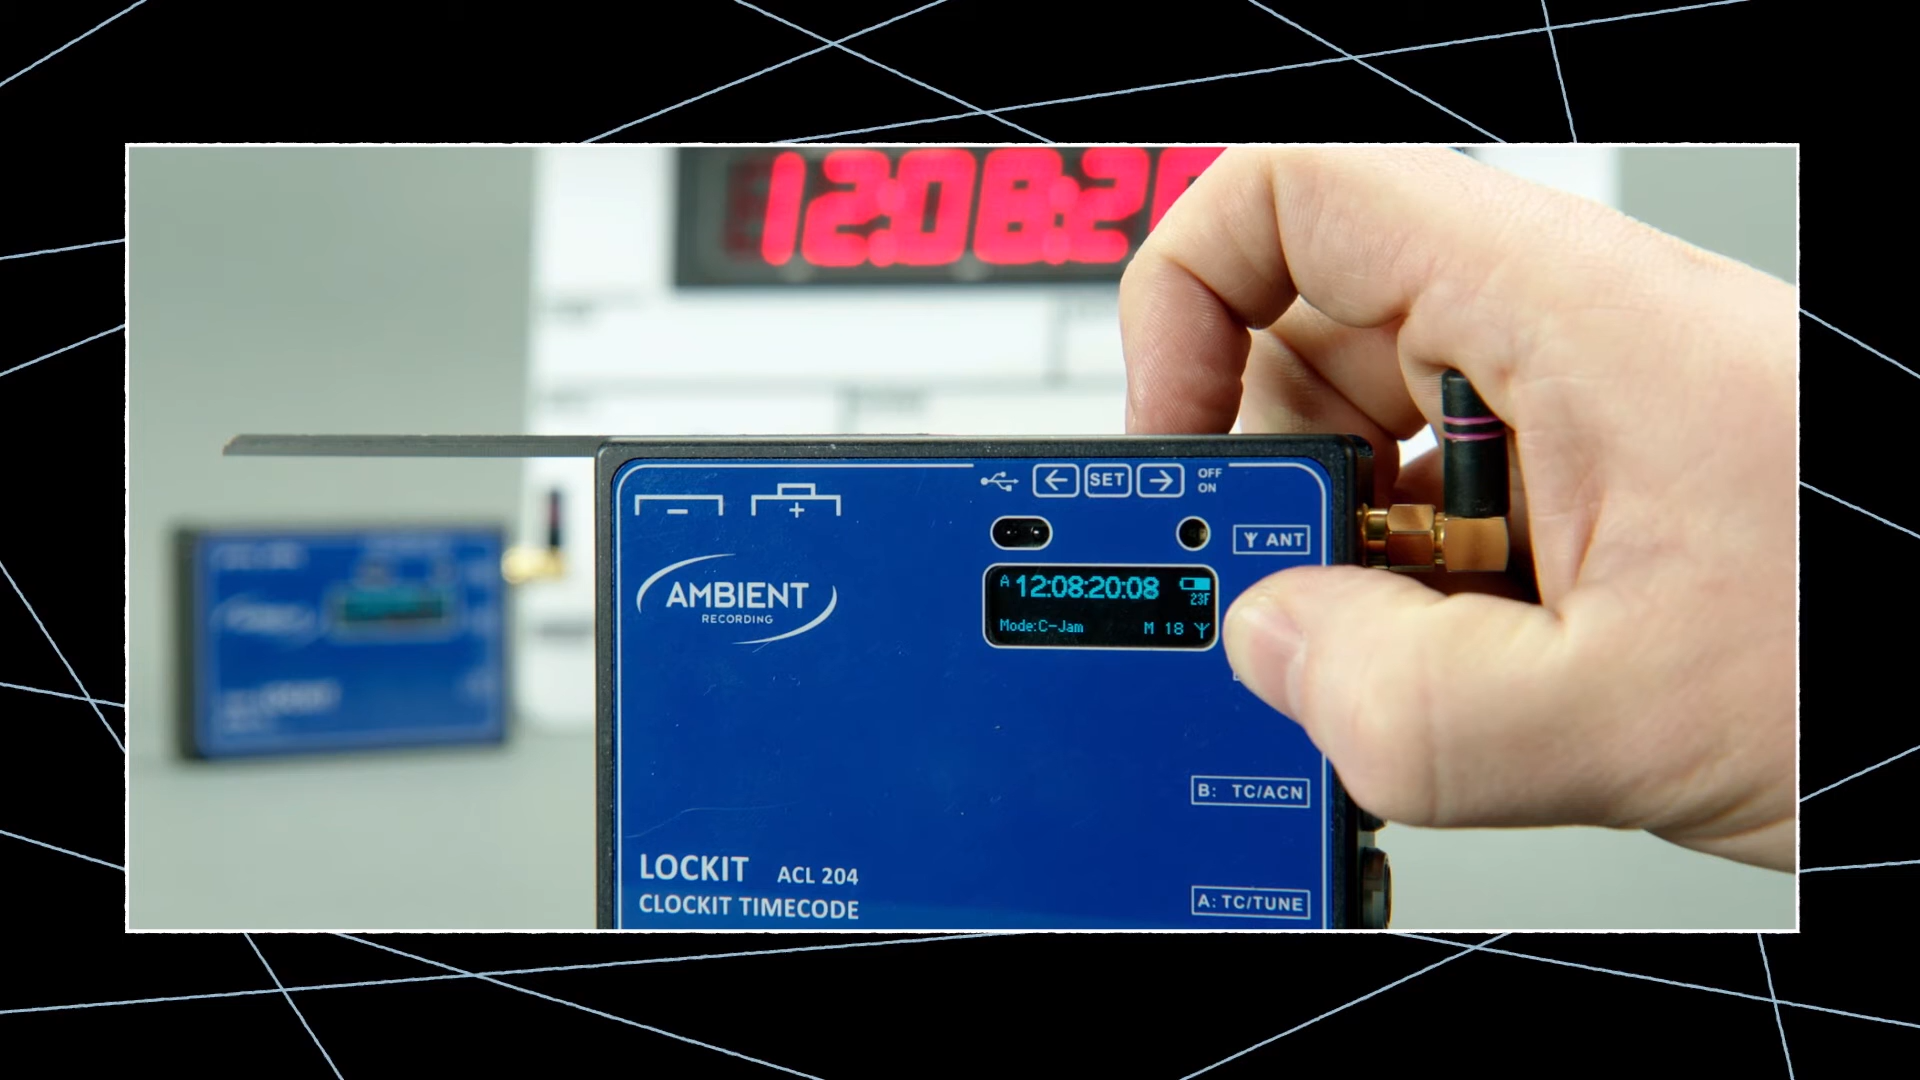 12:08:2
SET
OFF
ON
−
+
ANT
A 12:08:20:08
23F
Mode:C-Jam M 18
AMBIENT
RECORDING
B: TC/ACN
LOCKIT ACL 204
CLOCKIT TIMECODE
A: TC/TUNE